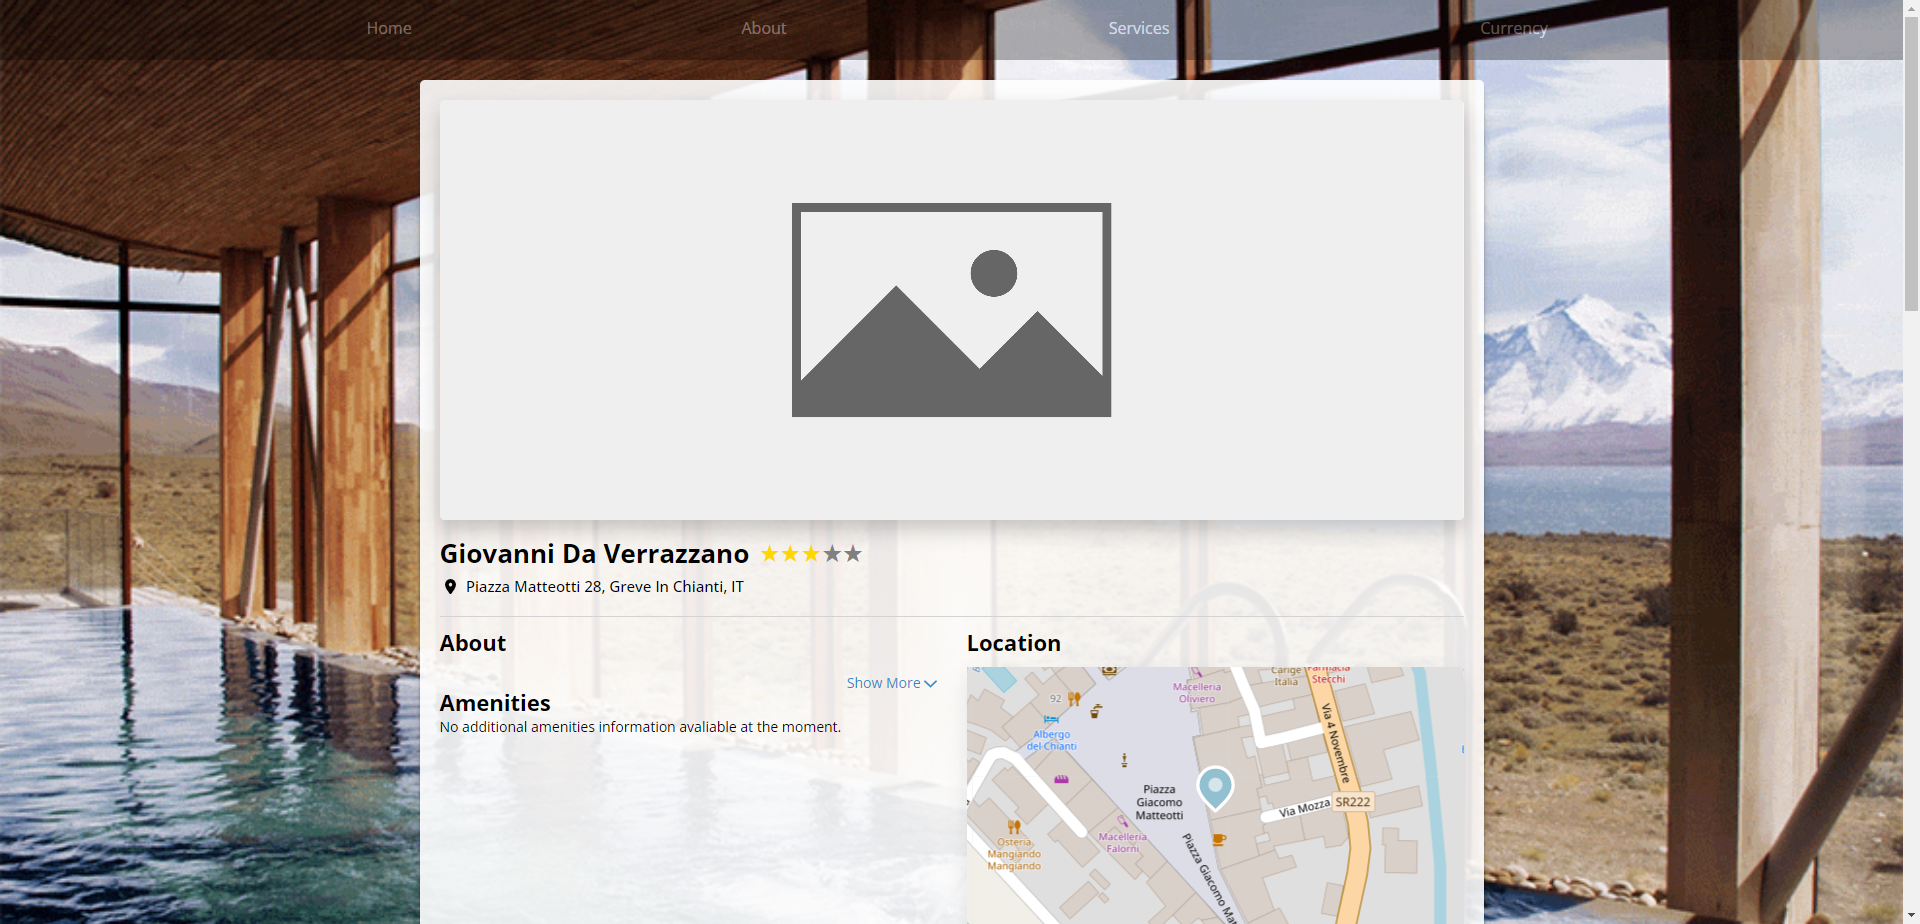 Home
About
Services
Currency
Giovanni Da Verrazzano
Piazza Matteotti 28, Greve In Chianti, IT
About
Show More
Amenities
No additional amenities information avaliable at the moment.
Location
Carige
Italia
Farmacia
Stecchi
Macelleria
Oliviero
92
Albergo
del Chianti
Via 4 Novembre
Piazza
Giacomo
Matteotti
Via Mozza
SR222
Macelleria
Falorni
Osteria
Mangiando
Mangiando
Piazza Giacomo